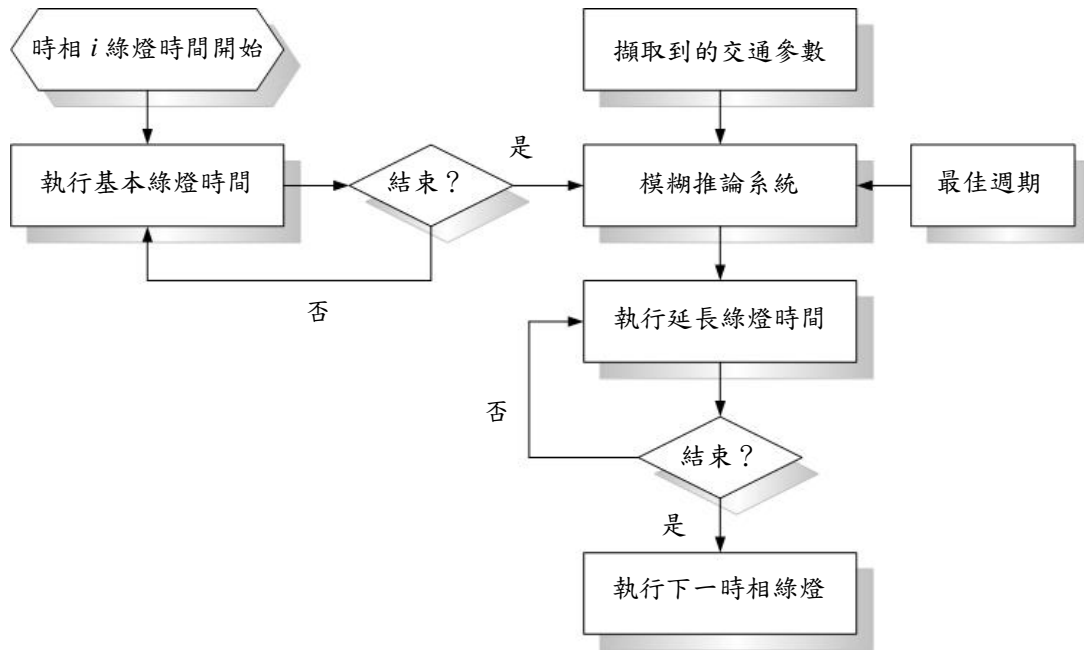 時相 i 綠燈時間開始
擷取到的交通參數
執行基本綠燈時間
結束？
是
模糊推論系統
最佳週期
否
執行延長綠燈時間
否
結束？
是
執行下一時相綠燈